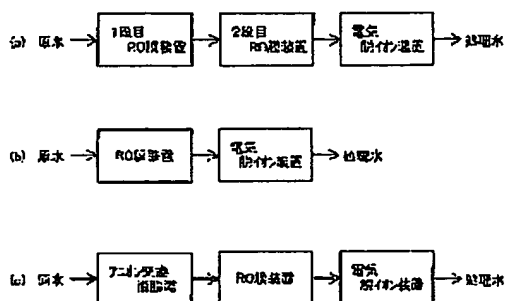 (a) 原水 → 1段目 RO膜装置 → 2段目 RO膜装置 → 電気 脱イオン装置 → 処理水
(b) 原水 → RO膜装置 → 電気 脱イオン装置 → 処理水
(c) 原水 → アニオン交換 樹脂塔 → RO膜装置 → 電気 脱イオン装置 → 処理水